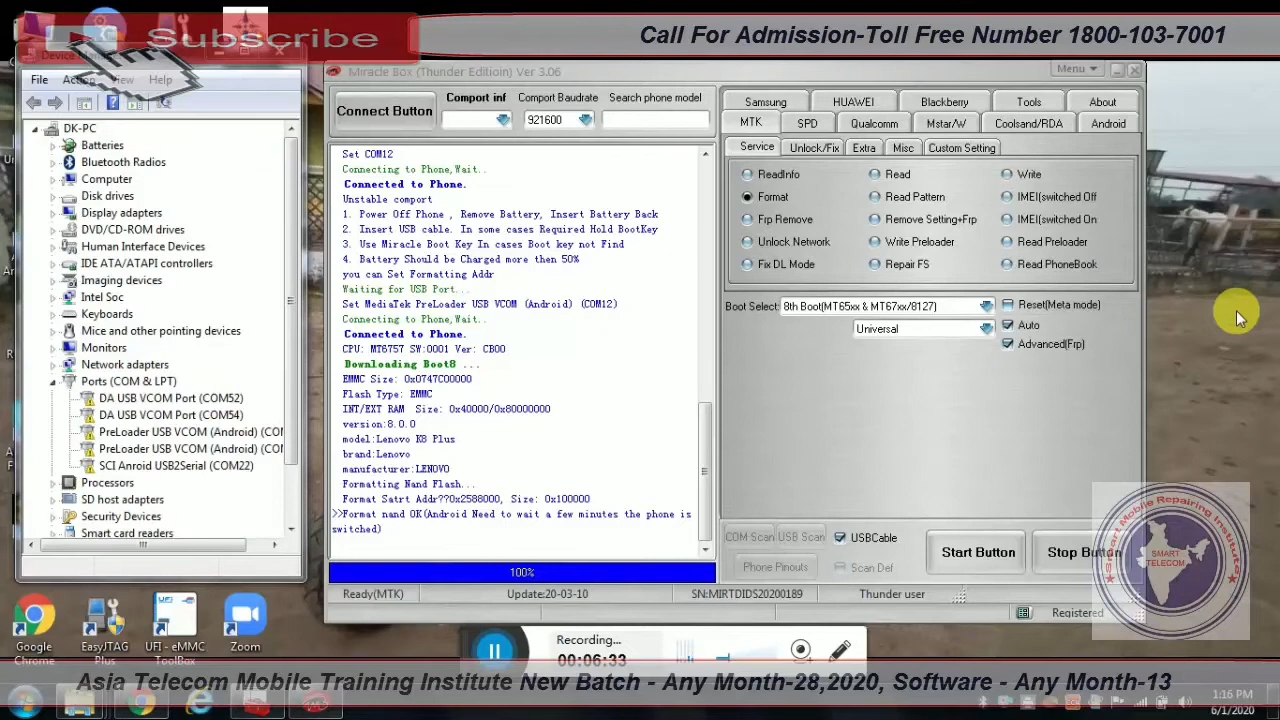 Subscribe
Call For Admission-Toll Free Number 1800-103-7001
File Action View Help
DK-PC
Batteries
Bluetooth Radios
Computer
Disk drives
Display adapters
DVD/CD-ROM drives
Human Interface Devices
IDE ATA/ATAPI controllers
Imaging devices
Intel Soc
Keyboards
Mice and other pointing devices
Monitors
Network adapters
Ports (COM & LPT)
DA USB VCOM Port (COM52)
DA USB VCOM Port (COM54)
PreLoader USB VCOM (Android) (CO
PreLoader USB VCOM (Android) (CO
SCI Anroid USB2Serial (COM22)
Processors
SD host adapters
Security Devices
Smart card readers
Miracle Box (Thunder Editioin) Ver 3.06
Menu
Connect Button
Comport inf Comport Baudrate Search phone model
921600
Set COM12
Connecting to Phone,Wait..
Connected to Phone.
Unstable comport
1. Power Off Phone , Remove Battery, Insert Battery Back
2. Insert USB cable. In some cases Required Hold BootKey
3. Use Miracle Boot Key In cases Boot key not Find
4. Battery Should be Charged more then 50%
you can Set Formatting Addr
Waiting for USB Port...
Set MediaTek PreLoader USB VCOM (Android) (COM12)
Connecting to Phone,Wait..
Connected to Phone.
CPU: MT6757 SW:0001 Ver: CB00
Downloading Boot8 ...
EMMC Size: 0x0747C00000
Flash Type: EMMC
INT/EXT RAM Size: 0x40000/0x80000000
version:8.0.0
model:Lenovo K8 Plus
brand:Lenovo
manufacturer:LENOVO
Formatting Nand Flash...
Format Satrt Addr??0x2588000, Size: 0x100000
>>Format nand OK(Android Need to wait a few minutes the phone is
switched)
100%
Samsung HUAWEI Blackberry Tools About
MTK SPD Qualcomm Mstar/W Coolsand/RDA Android
Service Unlock/Fix Extra Misc Custom Setting
ReadInfo Read Write
Format Read Pattern IMEI(switched Off
Frp Remove Remove Setting+Frp IMEI(switched On
Unlock Network Write Preloader Read Preloader
Fix DL Mode Repair FS Read PhoneBook
Boot Select: 8th Boot(MT65xx & MT67xx/8127) Reset(Meta mode)
Universal Auto
Advanced(Frp)
COM Scan USB Scan USBCable Start Button Stop Button
Phone Pinouts Scan Def
Ready(MTK) Update:20-03-10 SN:MIRTDIDS20200189 Thunder user
Registered
Smart Mobile Repairing Institute
SMART TELECOM
Google Chrome
EasyJTAG Plus
UFI - eMMC ToolBox
Zoom
Recording...
00:06:33
Asia Telecom Mobile Training Institute New Batch - Any Month-28,2020, Software - Any Month-13
1:16 PM
6/1/2020